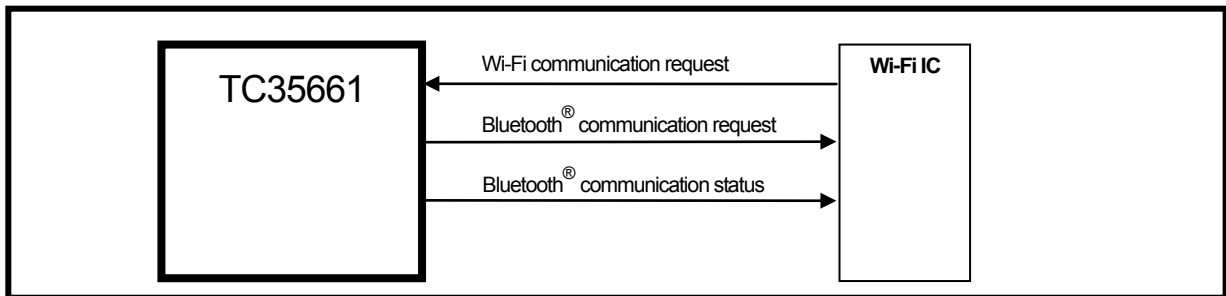 TC35661
Wi-Fi communication request
Wi-Fi IC
Bluetooth® communication request
Bluetooth® communication status